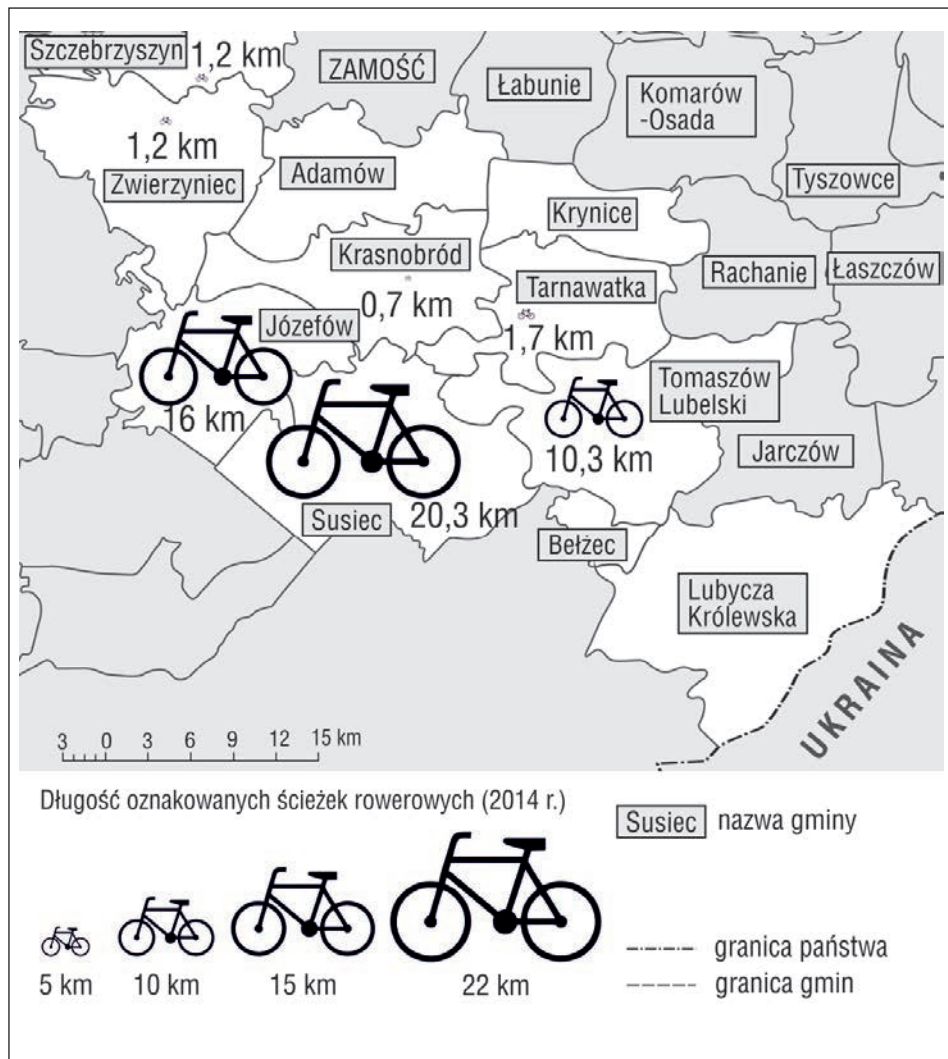 Szczebrzyszyn
1,2 km
ZAMOŚĆ
Łabunie
Komarów
-Osada
1,2 km
Zwierzyniec
Adamów
Tyszowce
Krynice
Krasnobród
Tarnawatka
Rachanie
Łaszczów
0,7 km
Józefów
1,7 km
Tomaszów
Lubelski
16 km
10,3 km
Jarczów
Susiec
20,3 km
Bełżec
Lubycza
Królewska
UKRAINA
3 0 3 6 9 12 15 km
Długość oznakowanych ścieżek rowerowych (2014 r.)
Susiec nazwa gminy
5 km 10 km 15 km 22 km
granica państwa
granica gmin